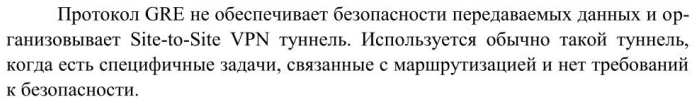 Протокол GRE не обеспечивает безопасности передаваемых данных и ор-
ганизовывает Site-to-Site VPN туннель. Используется обычно такой туннель,
когда есть специфичные задачи, связанные с маршрутизацией и нет требований
к безопасности.